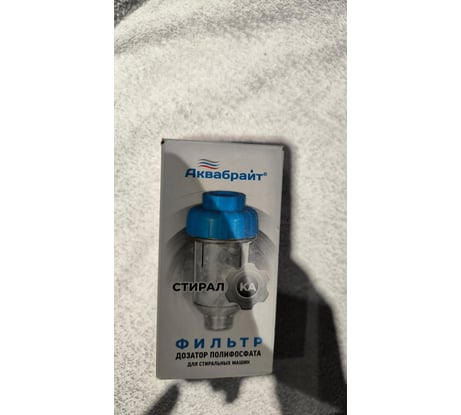 Аквабрайт®
СТИРАЛ КА
ФИЛЬТР
ДОЗАТОР ПОЛИФОСФАТА
ДЛЯ СТИРАЛЬНЫХ МАШИН